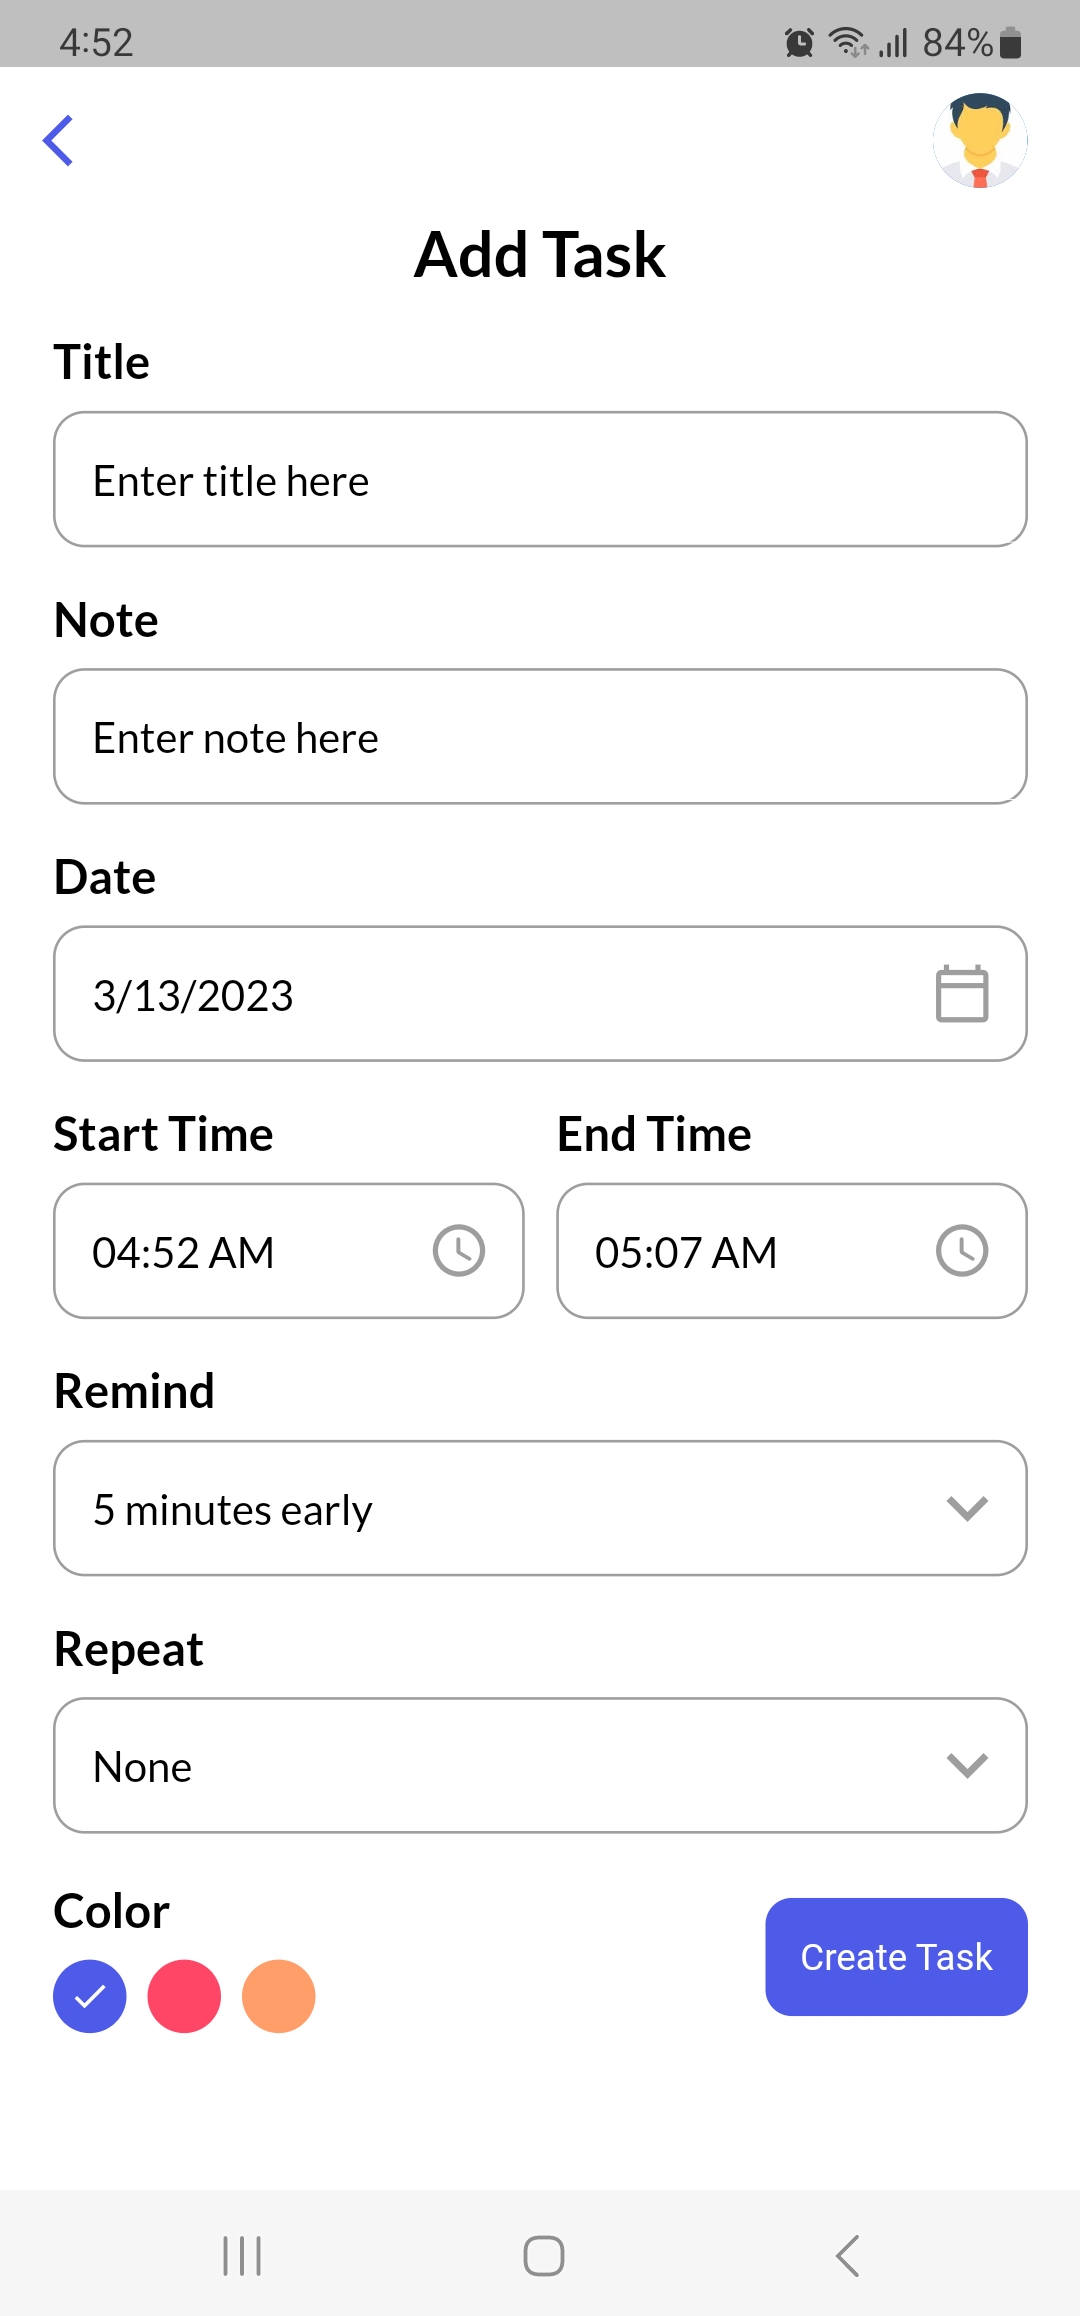 4:52 84%
Add Task
Title
Enter title here
Note
Enter note here
Date
3/13/2023
Start Time End Time
04:52 AM 05:07 AM
Remind
5 minutes early
Repeat
None
Color
Create Task